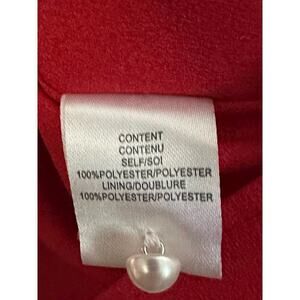 CONTENT
CONTENU
SELF/SOI
100%POLYESTER/POLYESTER
LINING/DOUBLURE
100%POLYESTER/POLYESTER